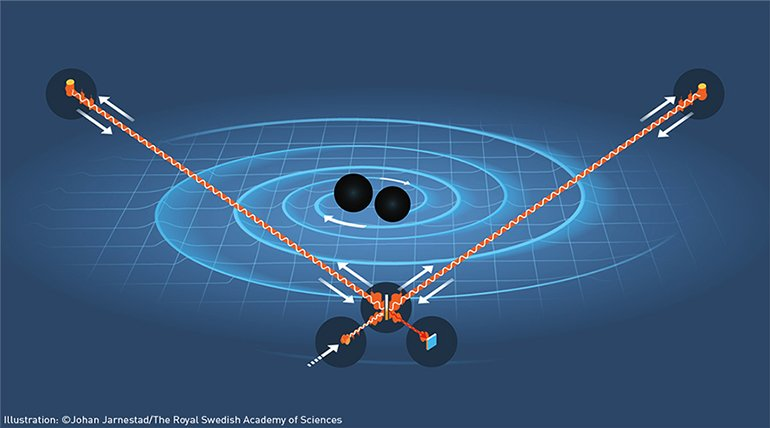 Illustration: ©Johan Jarnestad/The Royal Swedish Academy of Sciences